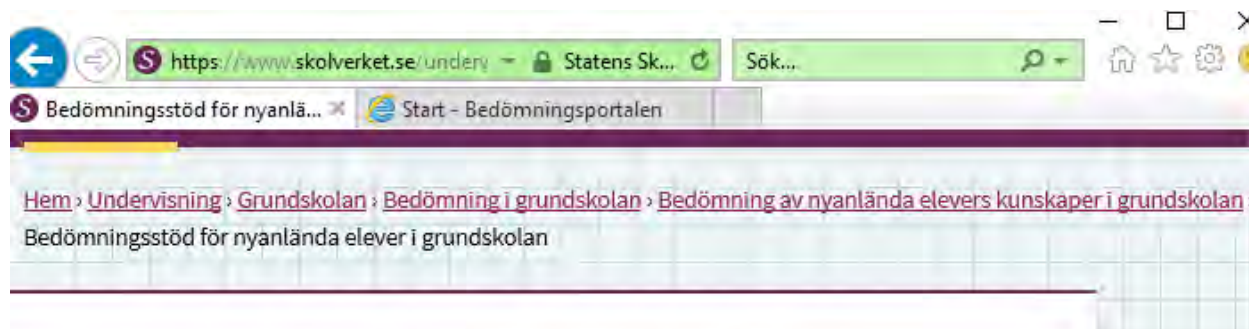 https://www.skolverket.se/underv Statens Sk... Sök...
Bedömningsstöd för nyanlä... Start - Bedömningsportalen
Hem › Undervisning › Grundskolan › Bedömning i grundskolan › Bedömning av nyanlända elevers kunskaper i grundskolan
Bedömningsstöd för nyanlända elever i grundskolan